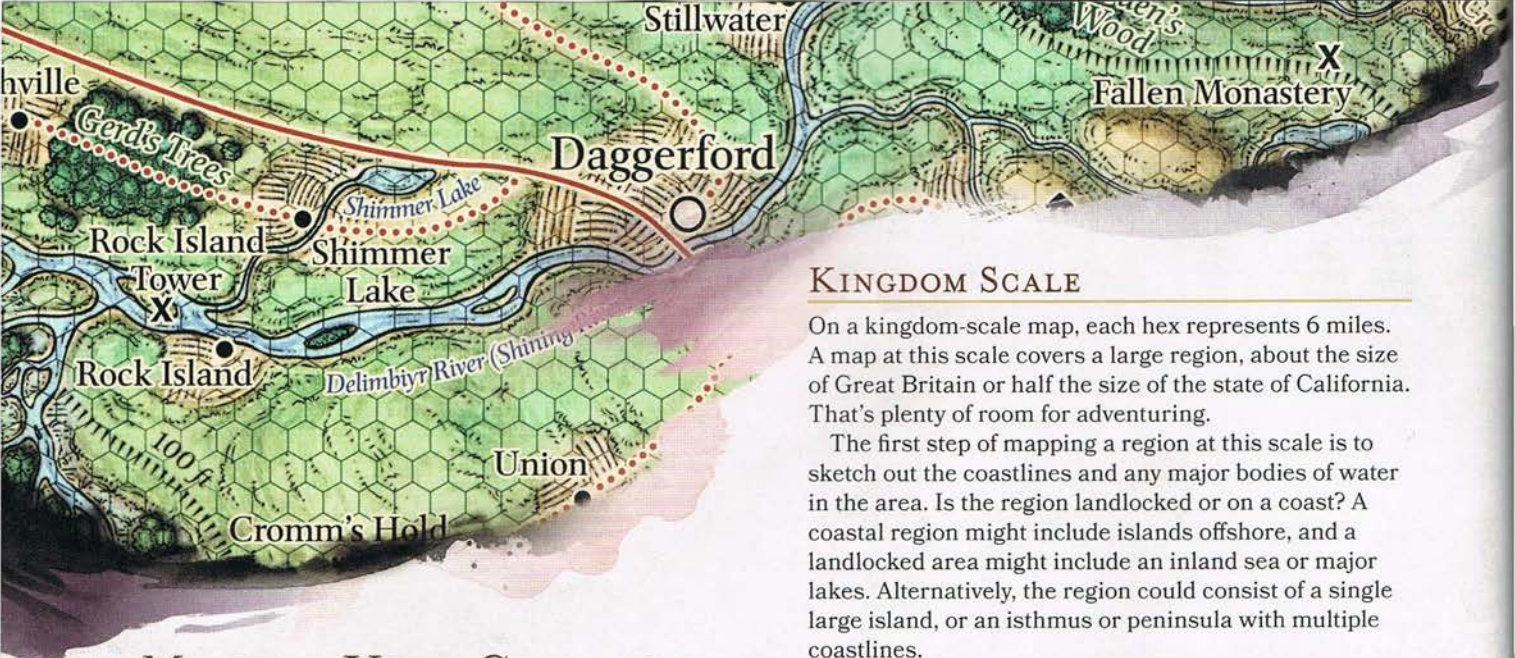 Stillwater
Wood
X
Fallen Monastery
Gerd's Trees
Daggerford
Shimmer Lake
Rock Island
Tower
X
Shimmer
Lake
Rock Island
Delimbiyr River (Shining
100 ft
Union
Cromm's Hold
KINGDOM SCALE
On a kingdom-scale map, each hex represents 6 miles.
A map at this scale covers a large region, about the size
of Great Britain or half the size of the state of California.
That's plenty of room for adventuring.
The first step of mapping a region at this scale is to
sketch out the coastlines and any major bodies of water
in the area. Is the region landlocked or on a coast? A
coastal region might include islands offshore, and a
landlocked area might include an inland sea or major
lakes. Alternatively, the region could consist of a single
large island, or an isthmus or peninsula with multiple
coastlines.